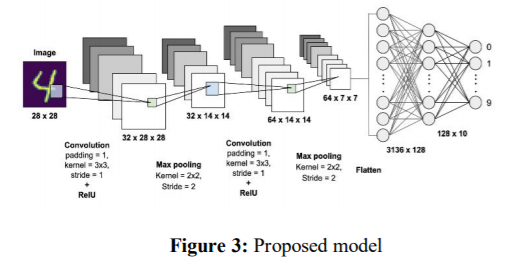 Image
28 x 28
Convolution
padding = 1,
kernel = 3x3,
stride = 1
+
RelU
32 x 28 x 28
Max pooling
Kernel = 2x2,
Stride = 2
32 x 14 x 14
Convolution
padding = 1,
kernel = 3x3,
stride = 1
+
RelU
64 x 14 x 14
Max pooling
Kernel = 2x2,
Stride = 2
64 x 7 x 7
Flatten
3136 x 128
128 x 10
0
1
9
Figure 3: Proposed model